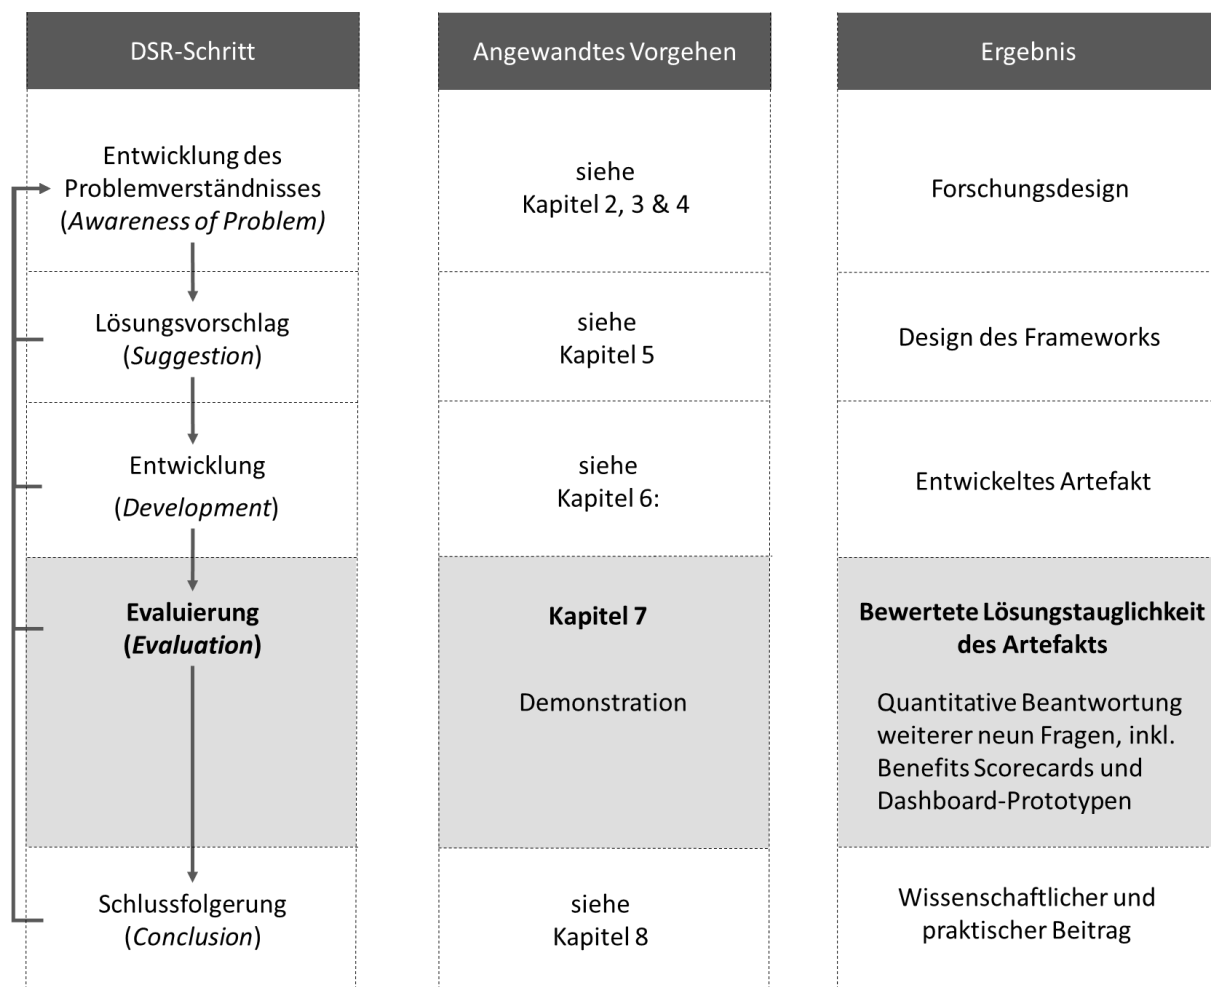 DSR-Schritt
Angewandtes Vorgehen
Ergebnis
Entwicklung des
Problemverständnisses
(Awareness of Problem)
siehe
Kapitel 2, 3 & 4
Forschungsdesign
Lösungsvorschlag
(Suggestion)
siehe
Kapitel 5
Design des Frameworks
Entwicklung
(Development)
siehe
Kapitel 6:
Entwickeltes Artefakt
Evaluierung
(Evaluation)
Kapitel 7
Demonstration
Bewertete Lösungstauglichkeit
des Artefakts
Quantitative Beantwortung
weiterer neun Fragen, inkl.
Benefits Scorecards und
Dashboard-Prototypen
Schlussfolgerung
(Conclusion)
siehe
Kapitel 8
Wissenschaftlicher und
praktischer Beitrag